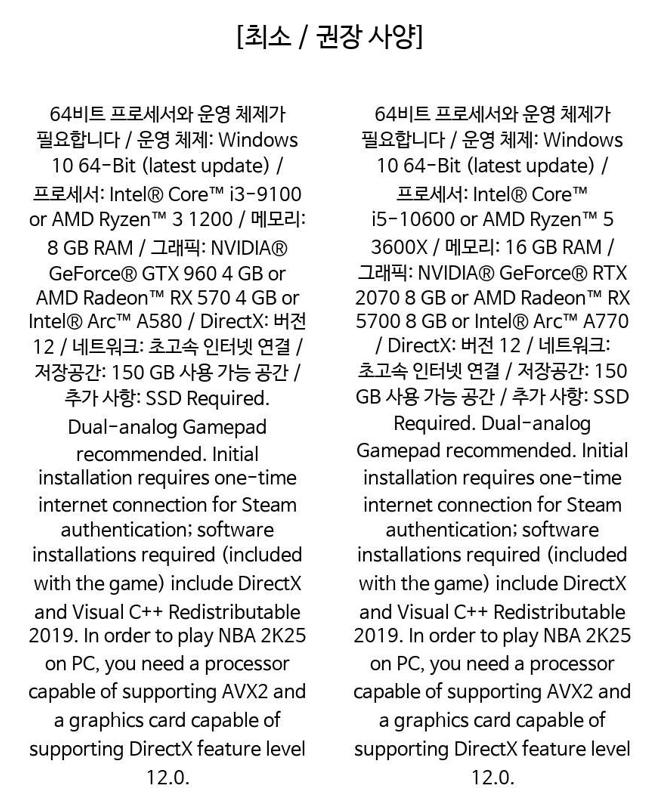 [최소 / 권장 사양]
64비트 프로세서와 운영 체제가
필요합니다 / 운영 체제: Windows
10 64-Bit (latest update) /
프로세서: Intel® Core™ i3-9100
or AMD Ryzen™ 3 1200 / 메모리:
8 GB RAM / 그래픽: NVIDIA®
GeForce® GTX 960 4 GB or
AMD Radeon™ RX 570 4 GB or
Intel® Arc™ A580 / DirectX: 버전
12 / 네트워크: 초고속 인터넷 연결 /
저장공간: 150 GB 사용 가능 공간 /
추가 사항: SSD Required.
Dual-analog Gamepad
recommended. Initial
installation requires one-time
internet connection for Steam
authentication; software
installations required (included
with the game) include DirectX
and Visual C++ Redistributable
2019. In order to play NBA 2K25
on PC, you need a processor
capable of supporting AVX2 and
a graphics card capable of
supporting DirectX feature level
12.0.
64비트 프로세서와 운영 체제가
필요합니다 / 운영 체제: Windows
10 64-Bit (latest update) /
프로세서: Intel® Core™
i5-10600 or AMD Ryzen™ 5
3600X / 메모리: 16 GB RAM /
그래픽: NVIDIA® GeForce® RTX
2070 8 GB or AMD Radeon™ RX
5700 8 GB or Intel® Arc™ A770
/ DirectX: 버전 12 / 네트워크:
초고속 인터넷 연결 / 저장공간: 150
GB 사용 가능 공간 / 추가 사항: SSD
Required. Dual-analog
Gamepad recommended. Initial
installation requires one-time
internet connection for Steam
authentication; software
installations required (included
with the game) include DirectX
and Visual C++ Redistributable
2019. In order to play NBA 2K25
on PC, you need a processor
capable of supporting AVX2 and
a graphics card capable of
supporting DirectX feature level
12.0.